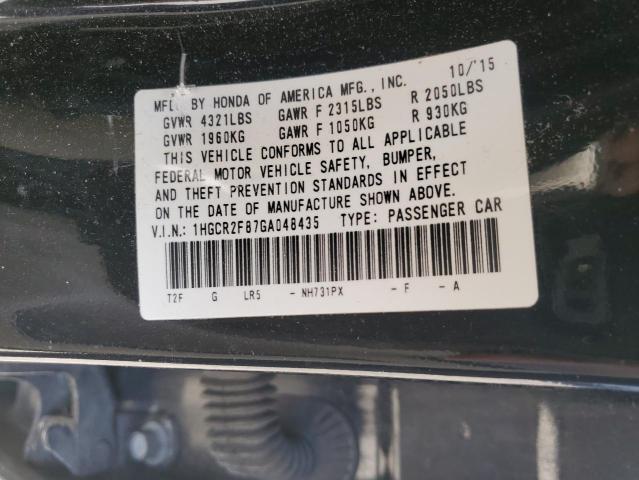 MFD. BY HONDA OF AMERICA MFG., INC. 10/'15
GVWR 4321LBS GAWR F 2315LBS R 2050LBS
GVWR 1960KG GAWR F 1050KG R 930KG
THIS VEHICLE CONFORMS TO ALL APPLICABLE
FEDERAL MOTOR VEHICLE SAFETY, BUMPER,
AND THEFT PREVENTION STANDARDS IN EFFECT
ON THE DATE OF MANUFACTURE SHOWN ABOVE.
V.I.N.: 1HGCR2F87GA048435 TYPE: PASSENGER CAR
T2F G LR5 - NH731PX - F - A